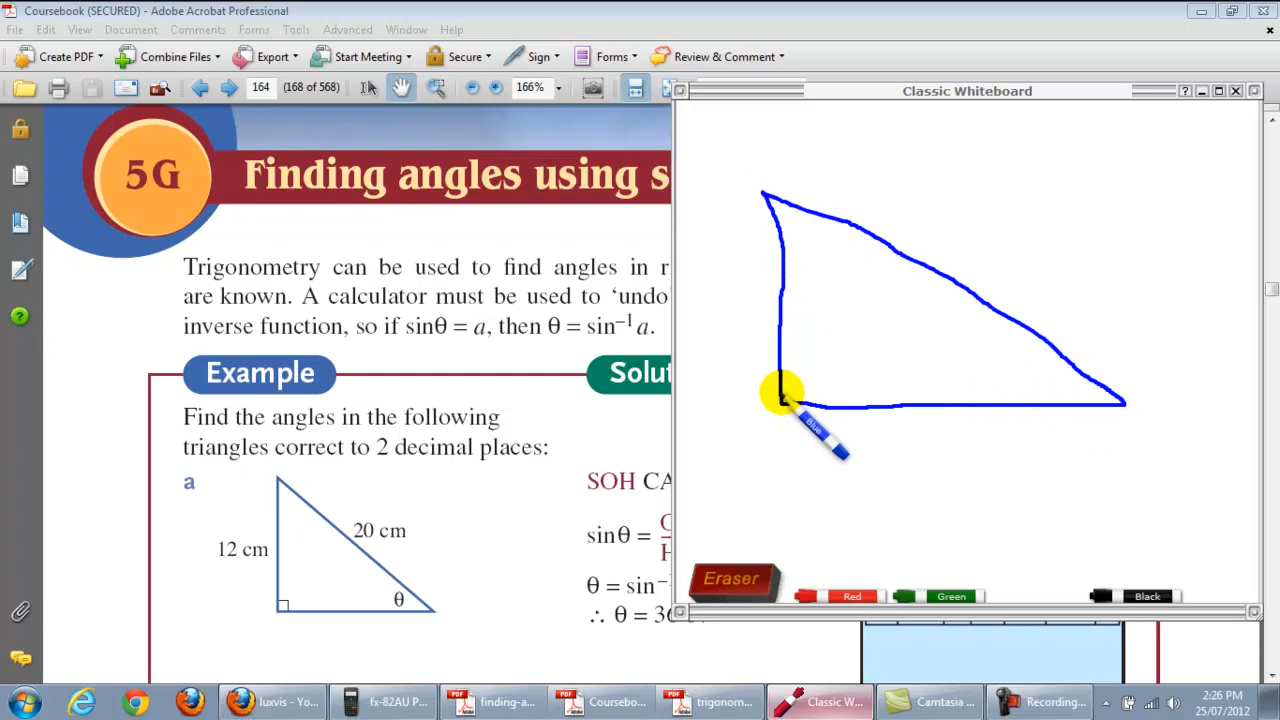 Coursebook (SECURED) - Adobe Acrobat Professional
File Edit View Document Comments Forms Tools Advanced Window Help
Create PDF Combine Files Export Start Meeting Secure Sign Forms Review & Comment
164 (168 of 568) 166%
Classic Whiteboard
5G Finding angles using s
Trigonometry can be used to find angles in r
are known. A calculator must be used to ‘undo’
inverse function, so if sinθ = a, then θ = sin⁻¹ a.
Example
Solut
Find the angles in the following
triangles correct to 2 decimal places:
a
SOH CA
20 cm
12 cm
θ
sinθ =
θ = sin⁻
∴ θ = 36
Blue
Eraser
Red
Green
Black
luxvis - Yo...
fx-82AU P...
finding-a...
Coursebo...
trigonom...
Classic W...
Camtasia ...
Recording...
2:26 PM
25/07/2012